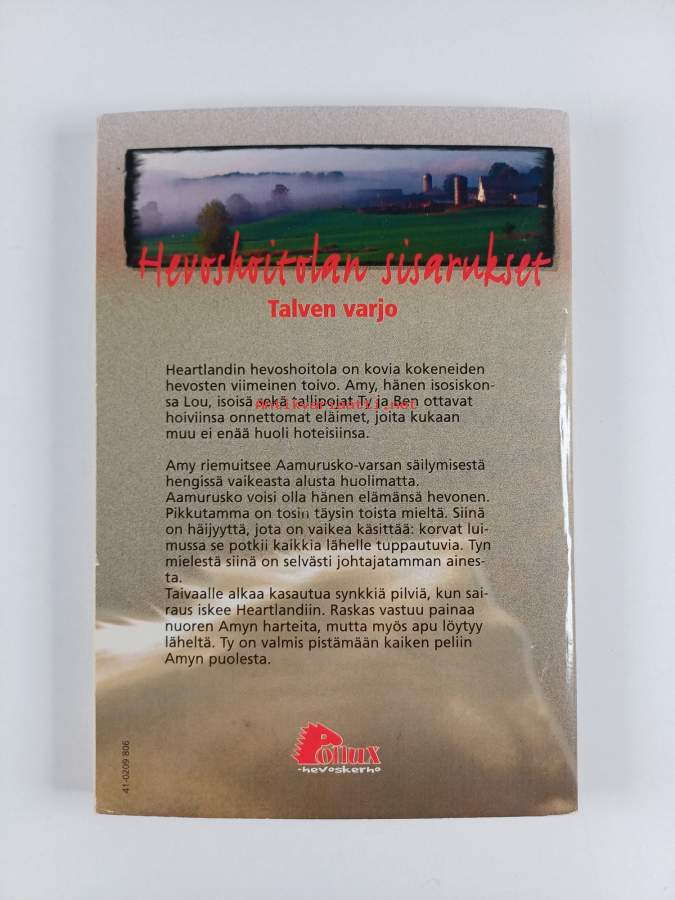 Hevoshoitolan sisarukset
Talven varjo
Heartlandin hevoshoitola on kovia kokeneiden
hevosten viimeinen toivo. Amy, hänen isosiskon-
sa Lou, isoisä sekä tallipojat Ty ja Ben ottavat
Antikvariaatti.net
hoiviinsa onnettomat eläimet, joita kukaan
muu ei enää huoli hoteisiinsa.
Amy riemuitsee Aamurusko-varsan säilymisestä
hengissä vaikeasta alusta huolimatta.
Aamurusko voisi olla hänen elämänsä hevonen.
Pikkutamma on tosin täysin toista mieltä. Siinä
on häijyyttä, jota on vaikea käsittää: korvat lui-
mussa se potkii kaikkia lähelle tuppautuvia. Tyn
mielestä siinä on selvästi johtajatamman aines-
ta.
Taivaalle alkaa kasautua synkkiä pilviä, kun sai-
raus iskee Heartlandiin. Raskas vastuu painaa
nuoren Amyn harteita, mutta myös apu löytyy
läheltä. Ty on valmis pistämään kaiken peliin
Amyn puolesta.
Pollux
-hevoskerho
41-0209 806